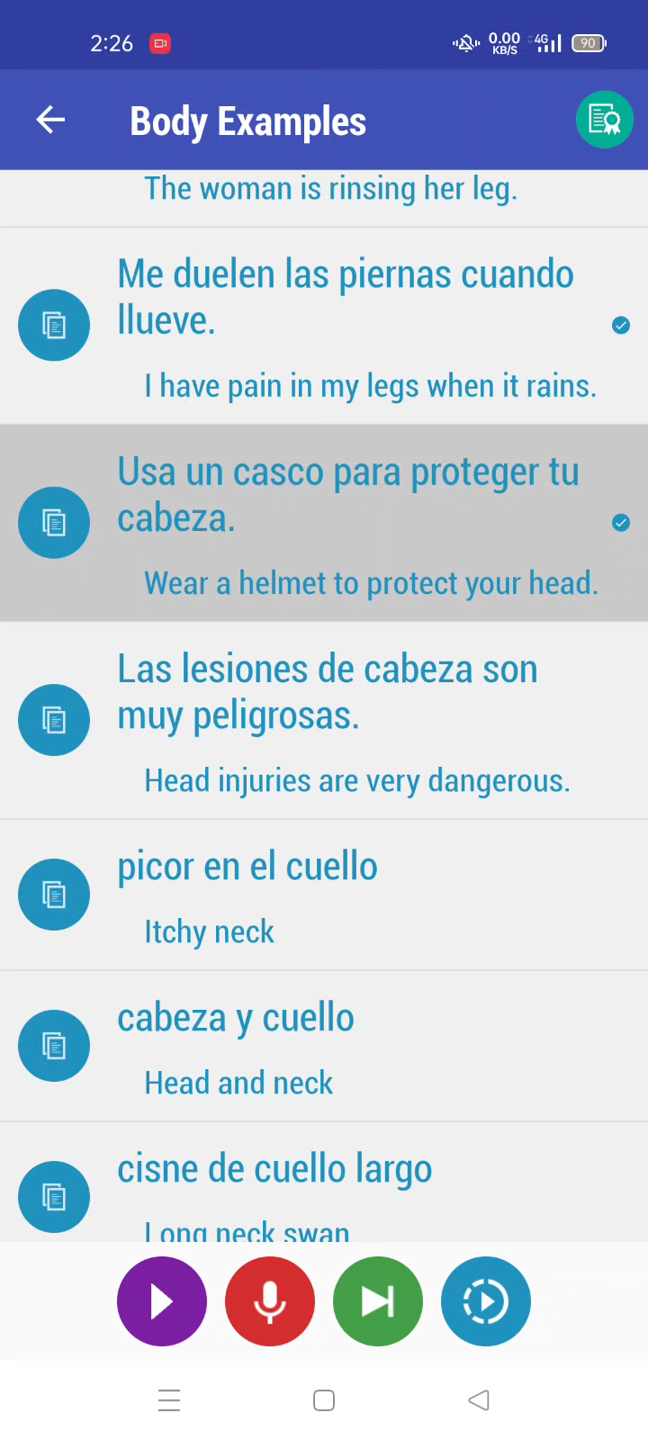 2:26
0.00
KB/S
4G
90
Body Examples
The woman is rinsing her leg.
Me duelen las piernas cuando
llueve.
I have pain in my legs when it rains.
Usa un casco para proteger tu
cabeza.
Wear a helmet to protect your head.
Las lesiones de cabeza son
muy peligrosas.
Head injuries are very dangerous.
picor en el cuello
Itchy neck
cabeza y cuello
Head and neck
cisne de cuello largo
Long neck swan